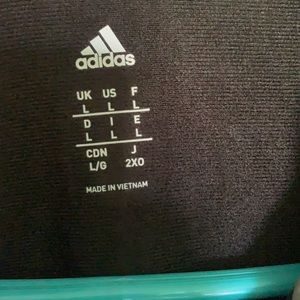 adidas
UK US F
L L L
D I E
L L L
CDN J
L/G 2XO
MADE IN VIETNAM